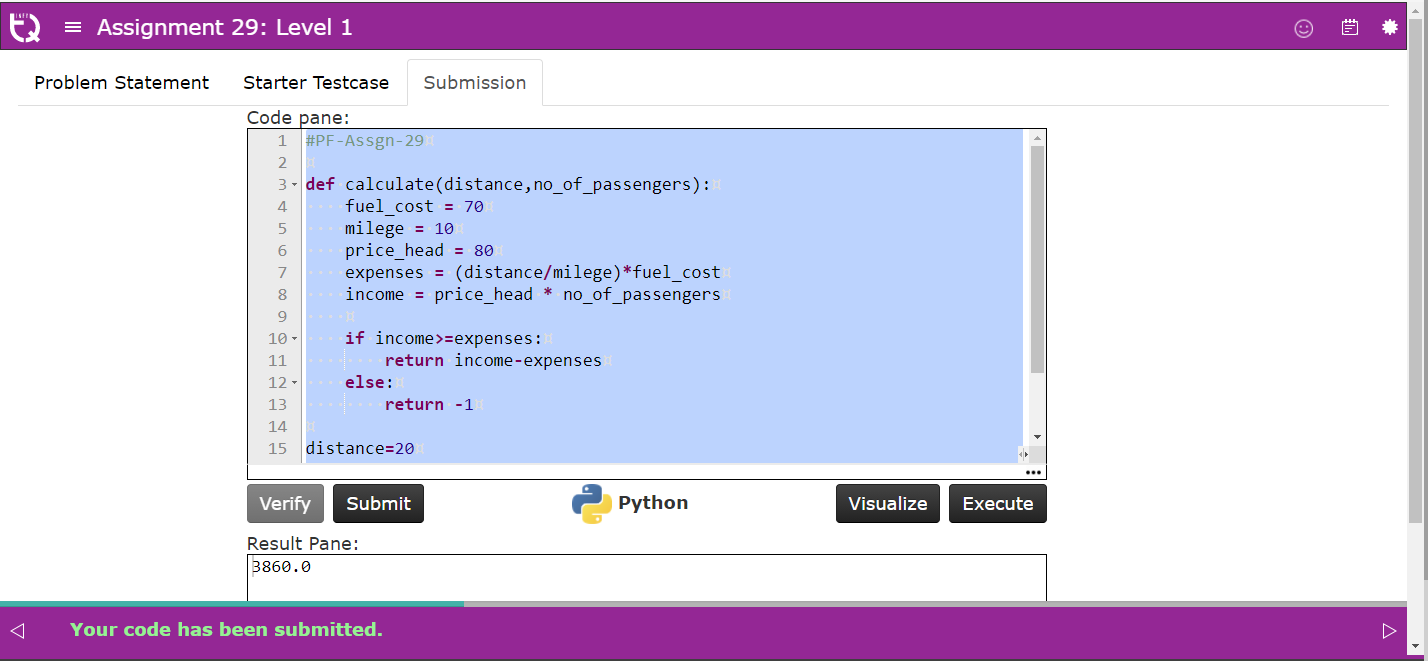 Assignment 29: Level 1
Problem Statement Starter Testcase Submission
Code pane:
1 #PF-Assgn-29
2
3 def calculate(distance,no_of_passengers):
4 fuel_cost = 70
5 milege = 10
6 price_head = 80
7 expenses = (distance/milege)*fuel_cost
8 income = price_head * no_of_passengers
9
10 if income>=expenses:
11 return income-expenses
12 else:
13 return -1
14
15 distance=20
Verify Submit Python Visualize Execute
Result Pane:
3860.0
Your code has been submitted.